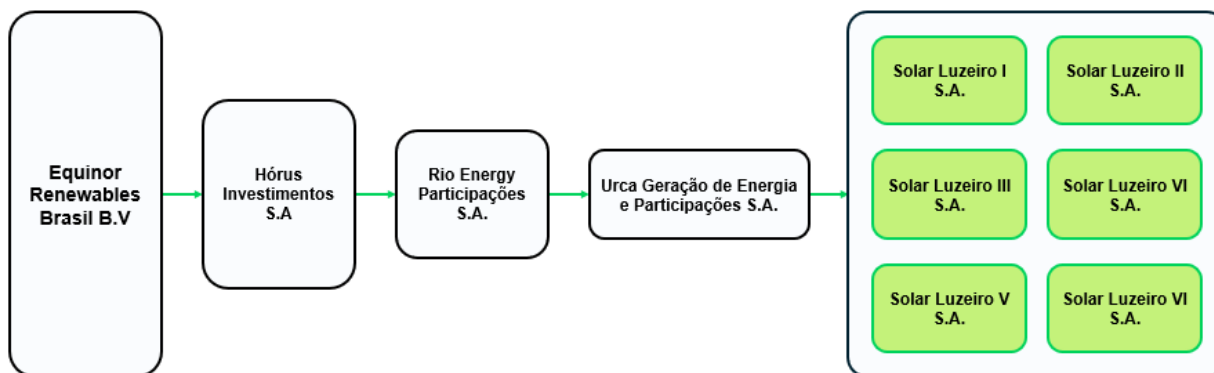 Equinor
Renewables
Brasil B.V
Hórus
Investimentos
S.A
Rio Energy
Participações
S.A.
Urca Geração de Energia
e Participações S.A.
Solar Luzeiro I
S.A.
Solar Luzeiro II
S.A.
Solar Luzeiro III
S.A.
Solar Luzeiro VI
S.A.
Solar Luzeiro V
S.A.
Solar Luzeiro VI
S.A.